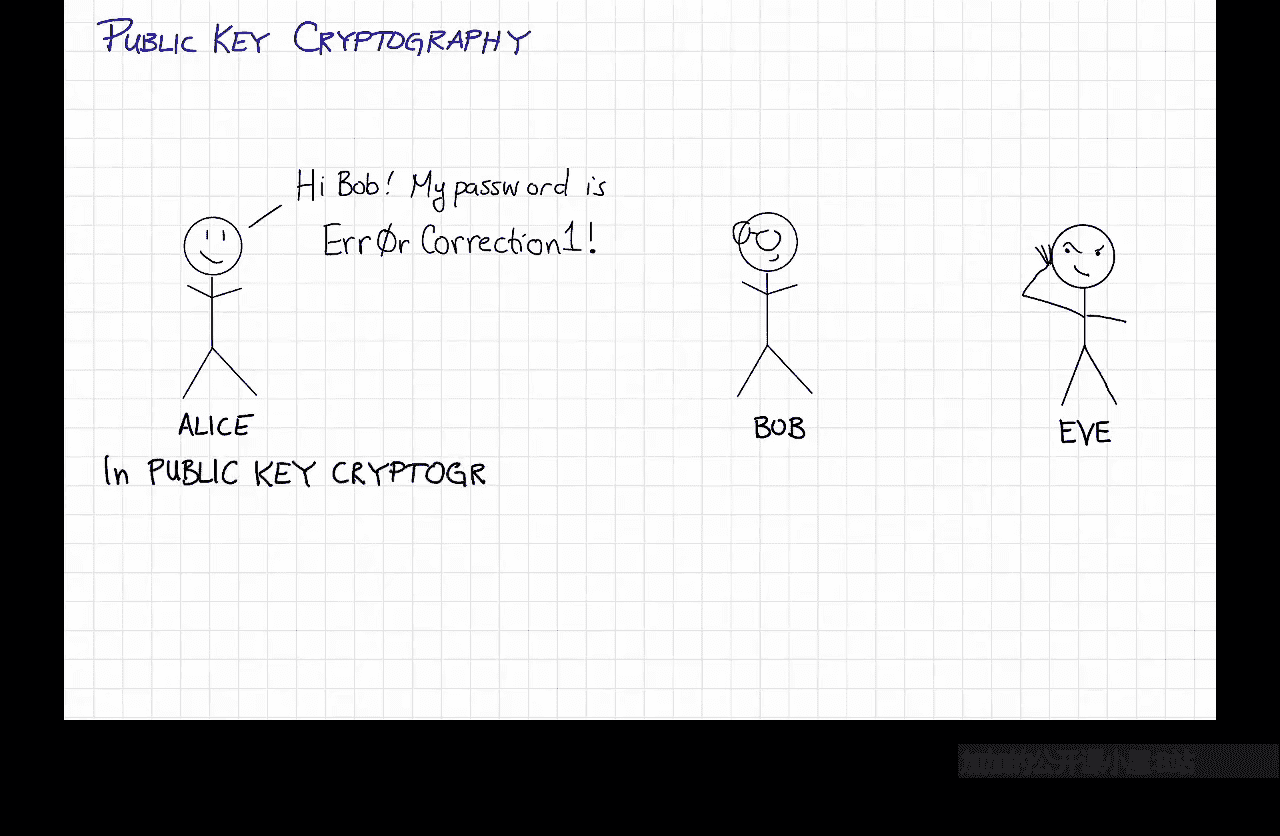 PUBLIC KEY CRYPTOGRAPHY
Hi Bob! My password is
ErrØr Correction1!
ALICE
BOB
EVE
In PUBLIC KEY CRYPTOGR